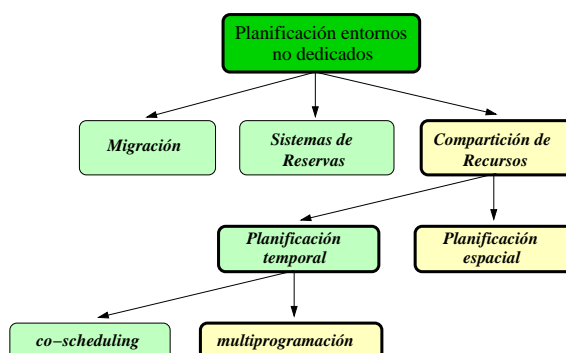 Planificación entornos
no dedicados
Migración
Sistemas de
Reservas
Compartición de
Recursos
Planificación
temporal
Planificación
espacial
co−scheduling
multiprogramación